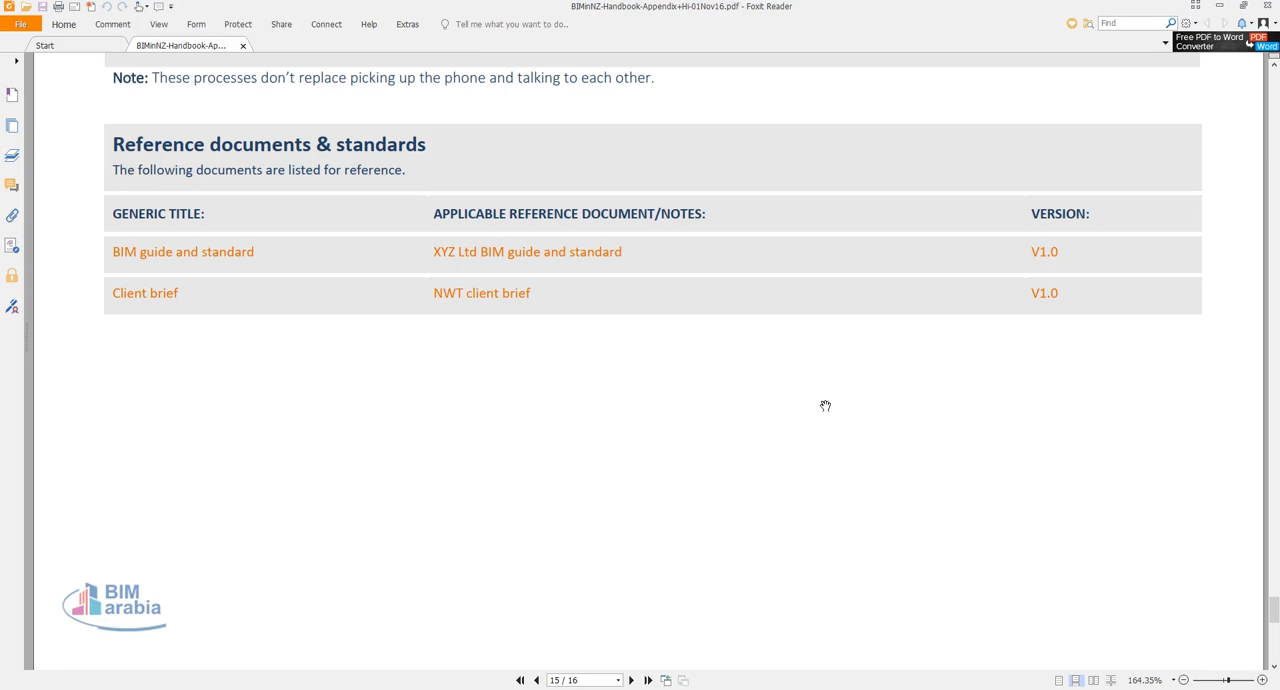 BIMinNZ-Handbook-Appendix+Hi-01Nov16.pdf - Foxit Reader
File Home Comment View Form Protect Share Connect Help Extras Tell me what you want to do.. Find
Free PDF to Word Converter PDF Word
Start BIMinNZ-Handbook-Ap...
Note: These processes don't replace picking up the phone and talking to each other.
Reference documents & standards
The following documents are listed for reference.
GENERIC TITLE: APPLICABLE REFERENCE DOCUMENT/NOTES: VERSION:
BIM guide and standard XYZ Ltd BIM guide and standard V1.0
Client brief NWT client brief V1.0
BIM
arabia
15 / 16 164.35%